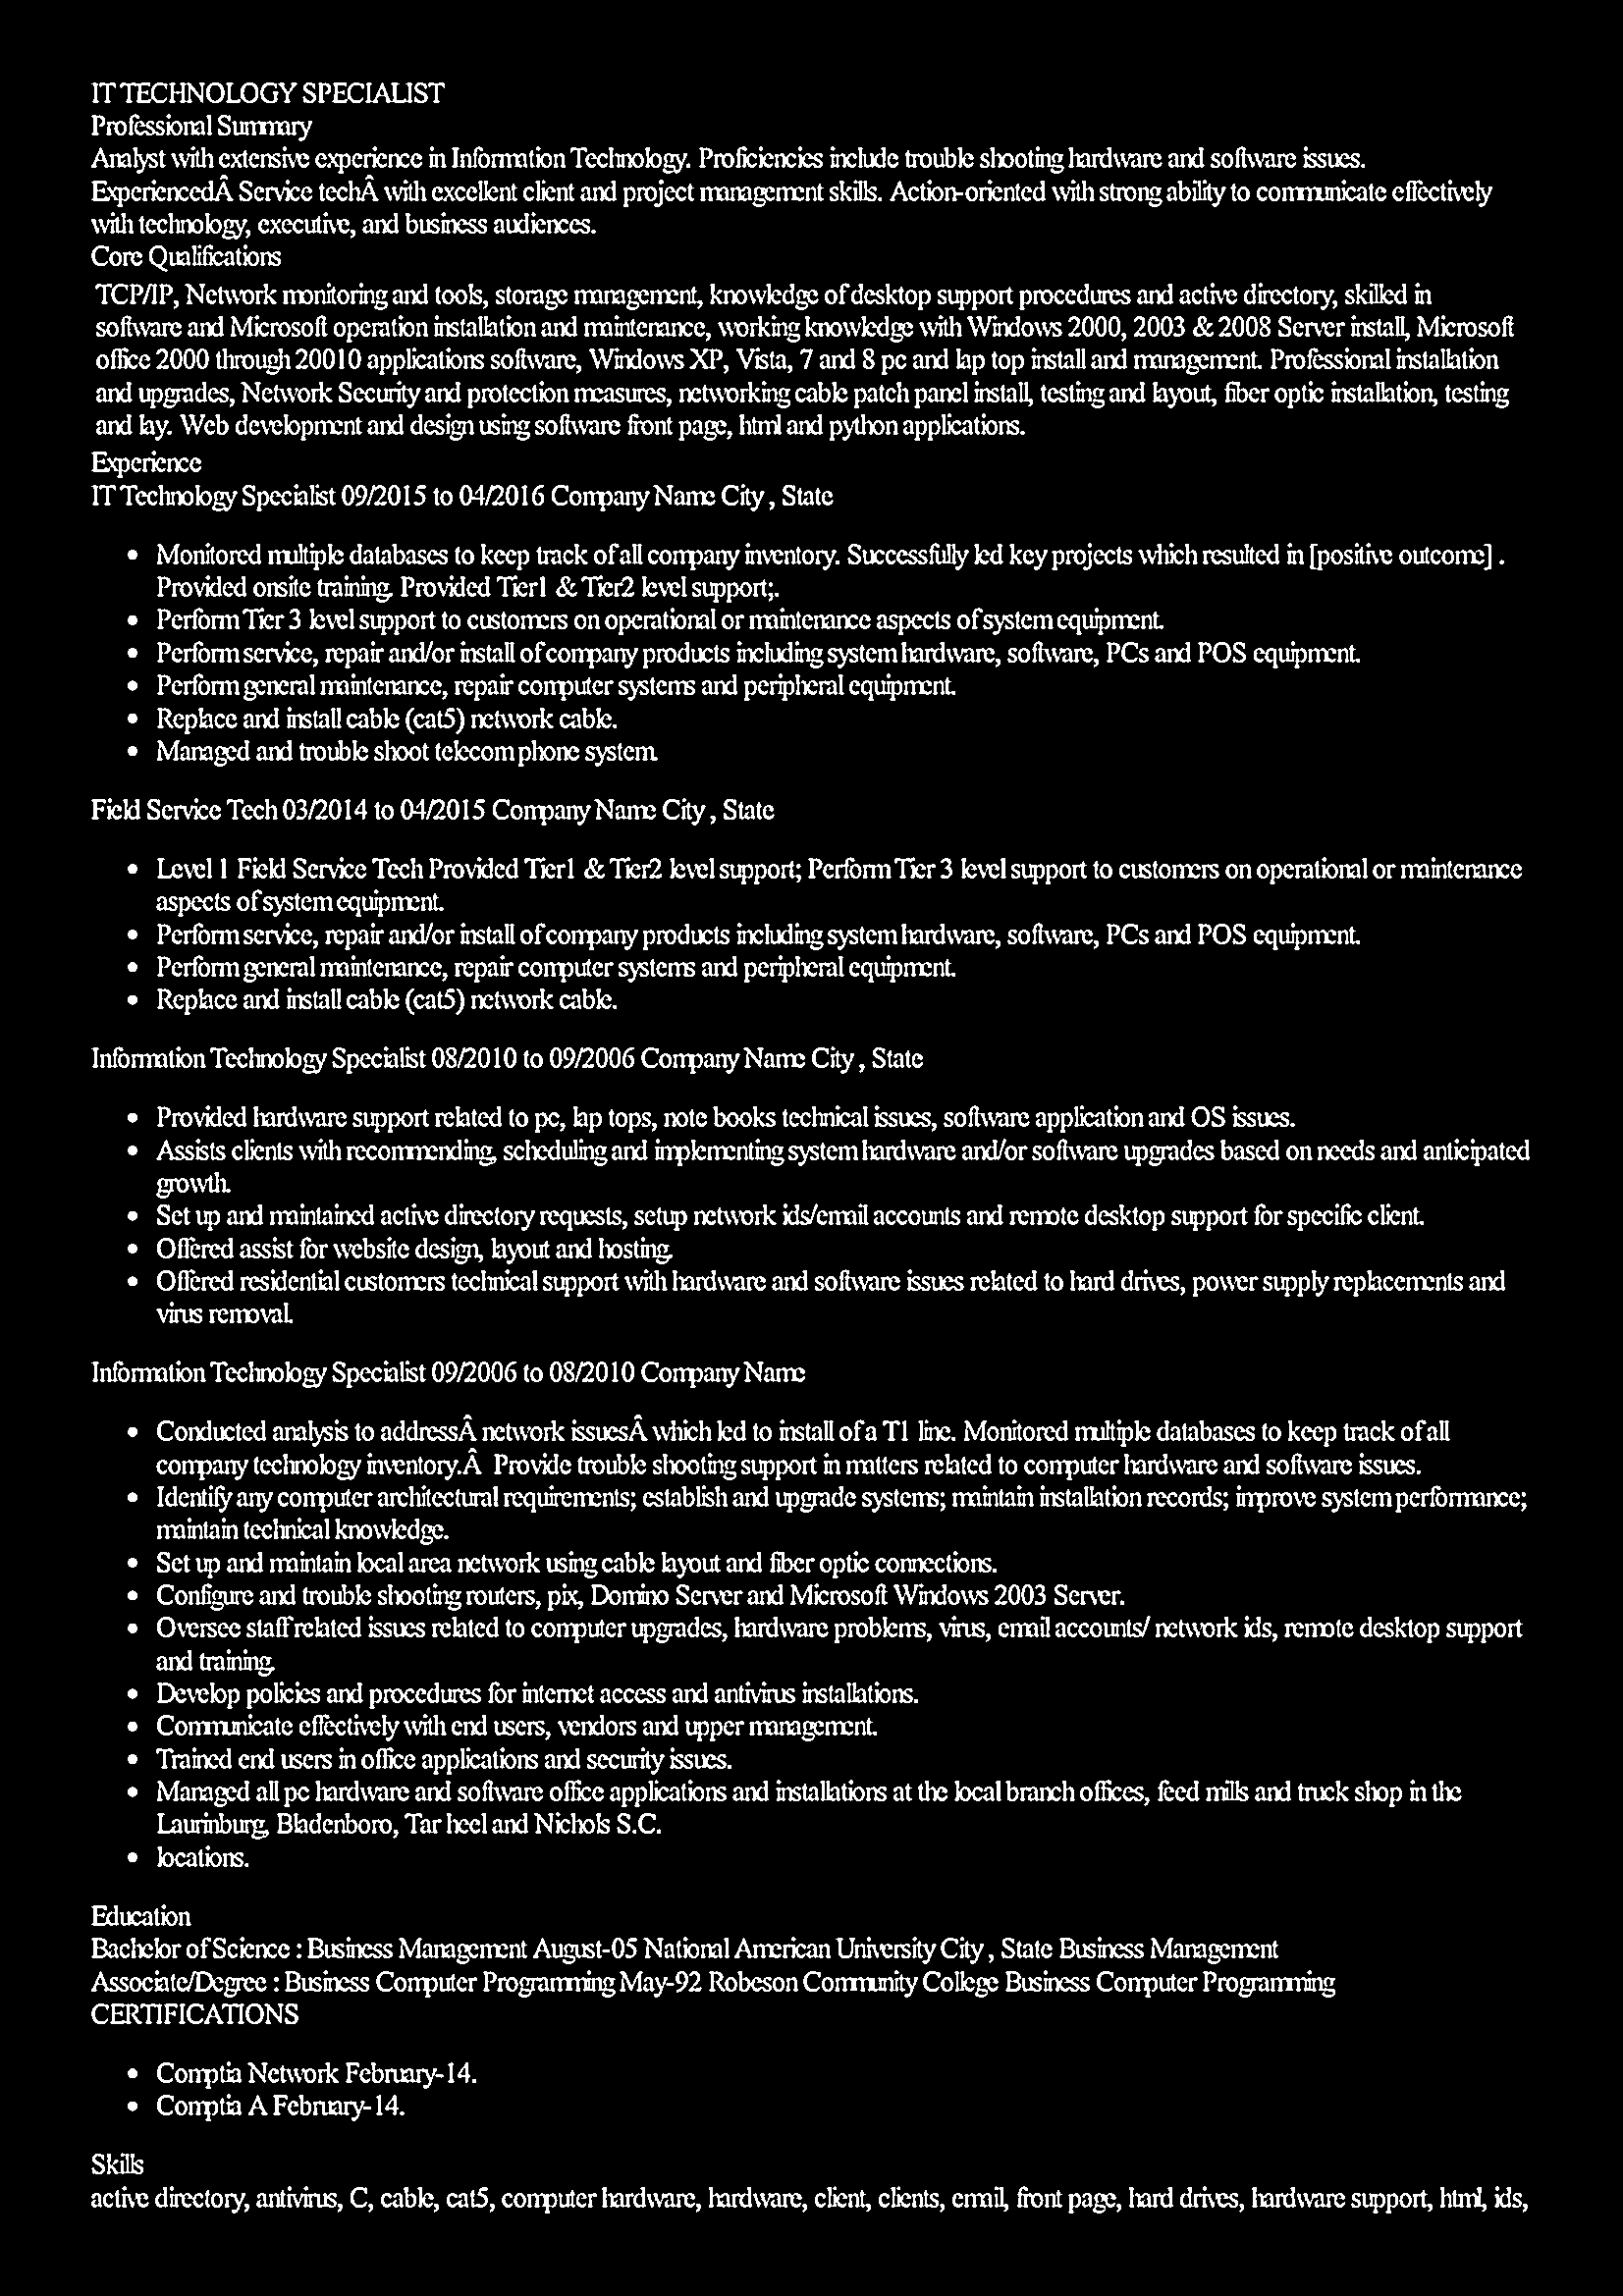 IT TECHNOLOGY SPECIALIST
Professional Summary
Analyst with extensive experience in Information Technology. Proficiencies include trouble shooting hardware and software issues.
ExperiencedÂ Service techÂ with excellent client and project management skills. Action-oriented with strong ability to communicate effectively
with technology, executive, and business audiences.
Core Qualifications
TCP/IP, Network monitoring and tools, storage management, knowledge of desktop support procedures and active directory, skilled in
software and Microsoft operation installation and maintenance, working knowledge with Windows 2000, 2003 & 2008 Server install, Microsoft
office 2000 through 20010 applications software, Windows XP, Vista, 7 and 8 pc and lap top install and management. Professional installation
and upgrades, Network Security and protection measures, networking cable patch panel install, testing and layout, fiber optic installation, testing
and lay. Web development and design using software front page, html and python applications.
Experience
IT Technology Specialist 09/2015 to 04/2016 Company Name City , State
• Monitored multiple databases to keep track of all company inventory. Successfully led key projects which resulted in [positive outcome] .
Provided onsite training. Provided Tier1 & Tier2 level support;.
• Perform Tier 3 level support to customers on operational or maintenance aspects of system equipment.
• Perform service, repair and/or install of company products including system hardware, software, PCs and POS equipment.
• Perform general maintenance, repair computer systems and peripheral equipment.
• Replace and install cable (cat5) network cable.
• Managed and trouble shoot telecom phone system.
Field Service Tech 03/2014 to 04/2015 Company Name City , State
• Level 1 Field Service Tech Provided Tier1 & Tier2 level support; Perform Tier 3 level support to customers on operational or maintenance
aspects of system equipment.
• Perform service, repair and/or install of company products including system hardware, software, PCs and POS equipment.
• Perform general maintenance, repair computer systems and peripheral equipment.
• Replace and install cable (cat5) network cable.
Information Technology Specialist 08/2010 to 09/2006 Company Name City , State
• Provided hardware support related to pc, lap tops, note books technical issues, software application and OS issues.
• Assists clients with recommending, scheduling and implementing system hardware and/or software upgrades based on needs and anticipated
growth.
• Set up and maintained active directory requests, setup network ids/email accounts and remote desktop support for specific client.
• Offered assist for website design, layout and hosting.
• Offered residential customers technical support with hardware and software issues related to hard drives, power supply replacements and
virus removal.
Information Technology Specialist 09/2006 to 08/2010 Company Name
• Conducted analysis to addressÂ network issuesÂ which led to install of a T1 line. Monitored multiple databases to keep track of all
company technology inventory.Â Provide trouble shooting support in matters related to computer hardware and software issues.
• Identify any computer architectural requirements; establish and upgrade systems; maintain installation records; improve system performance;
maintain technical knowledge.
• Set up and maintain local area network using cable layout and fiber optic connections.
• Configure and trouble shooting routers, pix, Domino Server and Microsoft Windows 2003 Server.
• Oversee staff related issues related to computer upgrades, hardware problems, virus, email accounts/ network ids, remote desktop support
and training.
• Develop policies and procedures for internet access and antivirus installations.
• Communicate effectively with end users, vendors and upper management.
• Trained end users in office applications and security issues.
• Managed all pc hardware and software office applications and installations at the local branch offices, feed mills and truck shop in the
Laurinburg, Bladenboro, Tar heel and Nichols S.C.
• locations.
Education
Bachelor of Science : Business Management August-05 National American University City , State Business Management
Associate/Degree : Business Computer Programming May-92 Robeson Community College Business Computer Programming
CERTIFICATIONS
• Comptia Network February-14.
• Comptia A February-14.
Skills
active directory, antivirus, C, cable, cat5, computer hardware, hardware, client, clients, email, front page, hard drives, hardware support, html, ids,